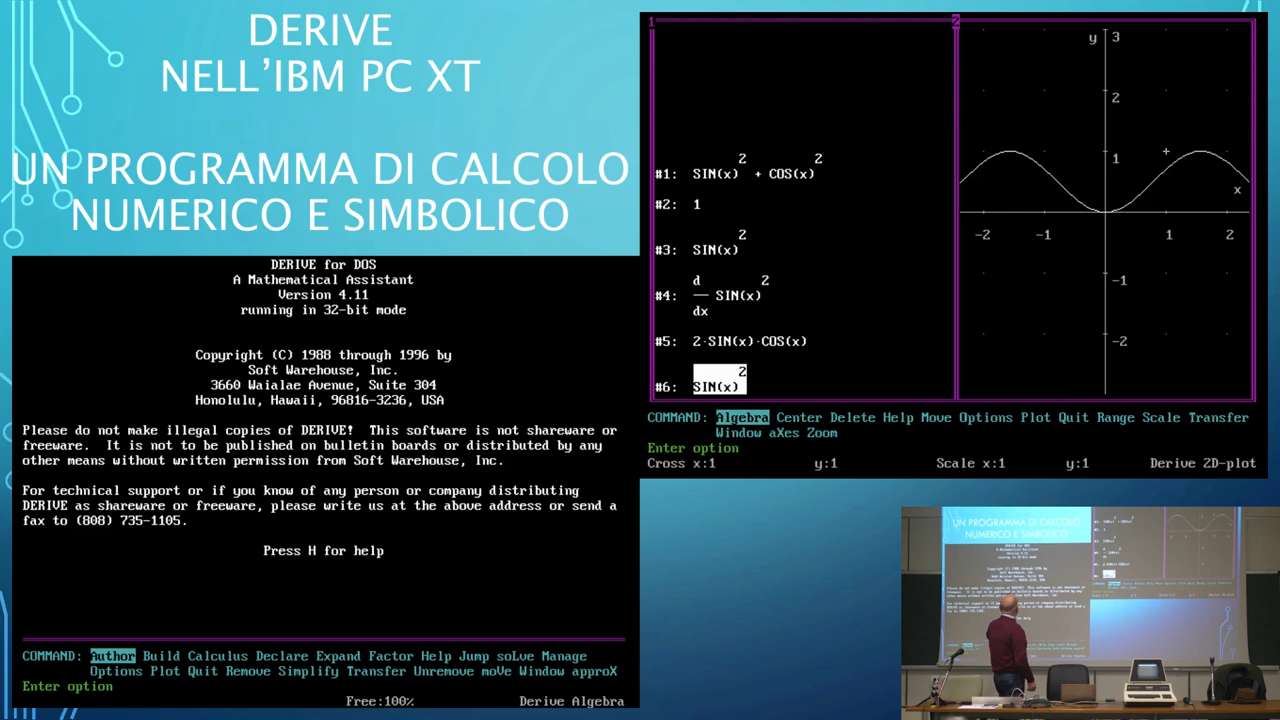 DERIVE
NELL'IBM PC XT
UN PROGRAMMA DI CALCOLO
NUMERICO E SIMBOLICO
DERIVE for DOS
A Mathematical Assistant
Version 4.11
running in 32-bit mode
Copyright (C) 1988 through 1996 by
Soft Warehouse, Inc.
3660 Waialae Avenue, Suite 304
Honolulu, Hawaii, 96816-3236, USA
Please do not make illegal copies of DERIVE! This software is not shareware or
freeware. It is not to be published on bulletin boards or distributed by any
other means without written permission from Soft Warehouse, Inc.
For technical support or if you know of any person or company distributing
DERIVE as shareware or freeware, please write us at the above address or send a
fax to (808) 735-1105.
Press H for help
COMMAND: Author Build Calculus Declare Expand Factor Help Jump soLve Manage
Options Plot Quit Remove Simplify Transfer Unremove moVe Window approX
Enter option
Free:100% Derive Algebra
1 2
2 2
#1: SIN(x) + COS(x)
#2: 1
2
#3: SIN(x)
d 2
#4: — SIN(x)
dx
#5: 2·SIN(x)·COS(x)
2
#6: SIN(x)
y 3
2
1
x
-2 -1 1 2
-1
-2
COMMAND: Algebra Center Delete Help Move Options Plot Quit Range Scale Transfer
Window aXes Zoom
Enter option
Cross x:1 y:1 Scale x:1 y:1 Derive 2D-plot
UN PROGRAMMA DI CALCOLO
NUMERICO E SIMBOLICO